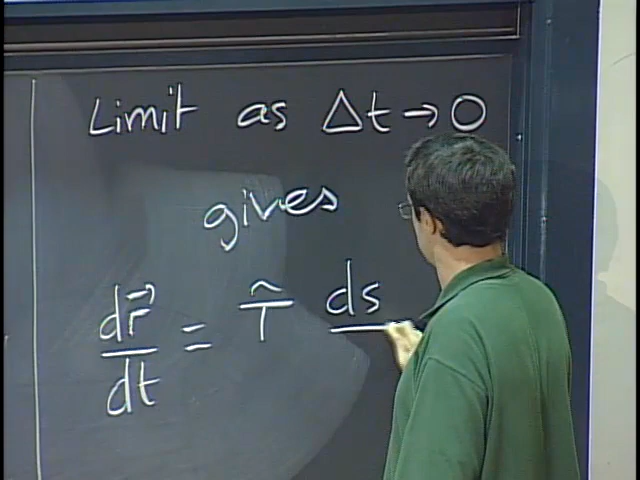 Limit as Δt → 0
gives
dr⃗/dt = T̂ ds